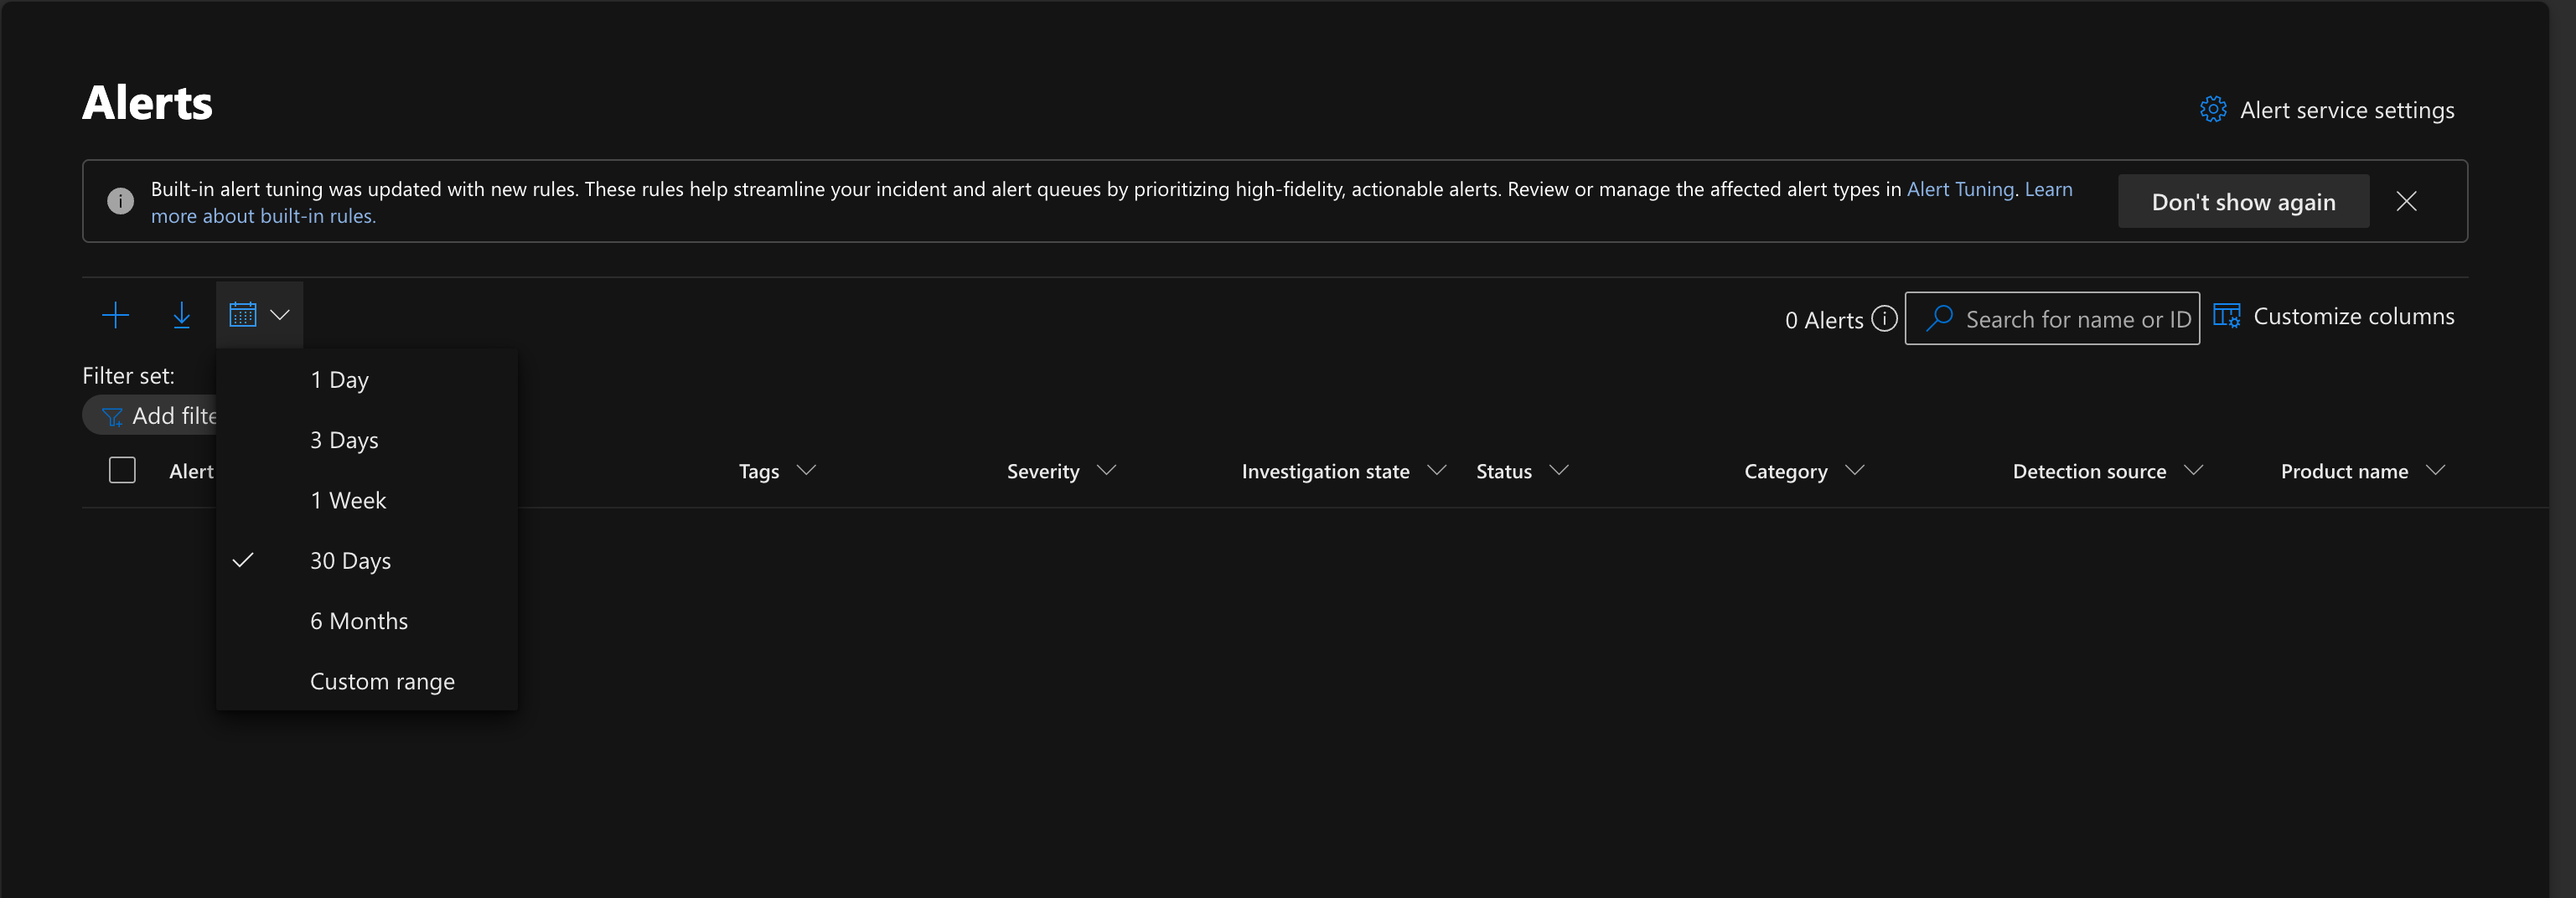 Alerts
Alert service settings
Built-in alert tuning was updated with new rules. These rules help streamline your incident and alert queues by prioritizing high-fidelity, actionable alerts. Review or manage the affected alert types in Alert Tuning. Learn
more about built-in rules.
Don't show again
0 Alerts
Search for name or ID
Customize columns
Filter set:
Add filte
1 Day
3 Days
1 Week
30 Days
6 Months
Custom range
Alert
Tags
Severity
Investigation state
Status
Category
Detection source
Product name